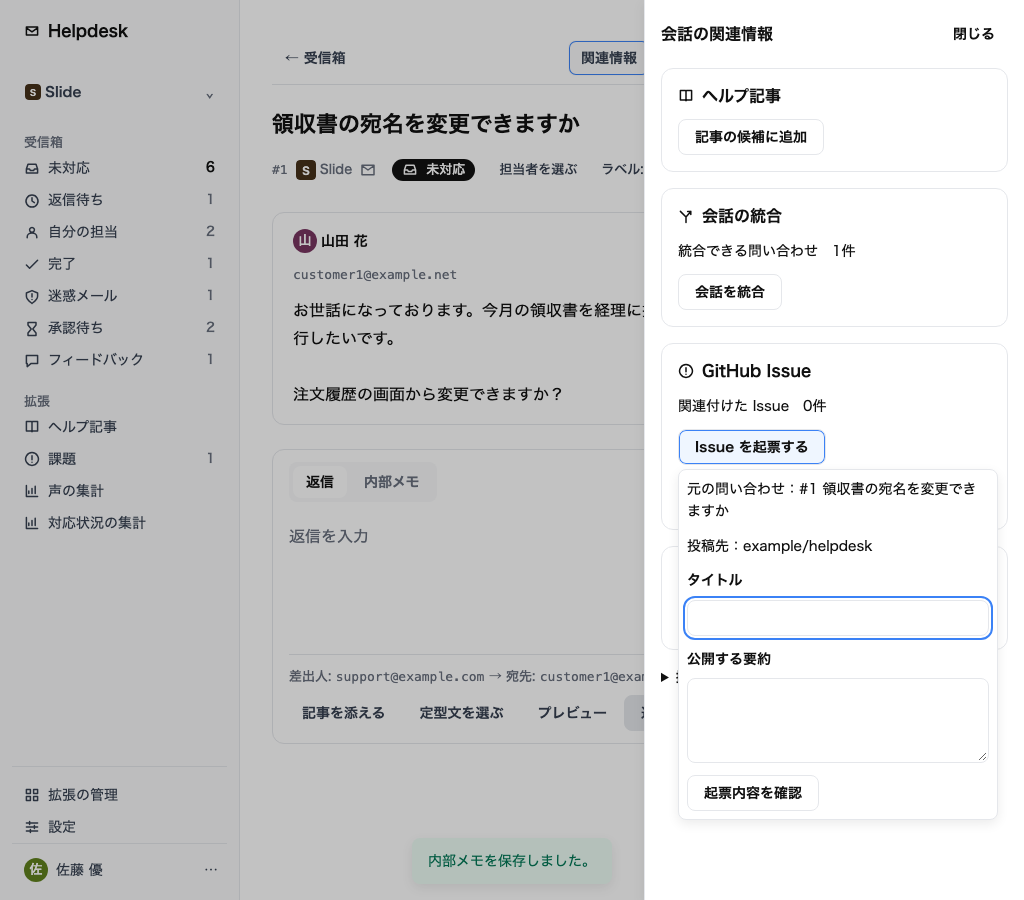 Helpdesk
S Slide
受信箱
未対応 6
返信待ち 1
自分の担当 2
完了 1
迷惑メール 1
承認待ち 2
フィードバック 1
拡張
ヘルプ記事
課題 1
声の集計
対応状況の集計
拡張の管理
設定
佐 佐藤 優 …
← 受信箱
関連情報
領収書の宛名を変更できますか
#1 S Slide 未対応 担当者を選ぶ ラベル:
山 山田 花
customer1@example.net
お世話になっております。今月の領収書を経理に
行したいです。
注文履歴の画面から変更できますか？
返信 内部メモ
返信を入力
差出人: support@example.com → 宛先: customer1@exam
記事を添える 定型文を選ぶ プレビュー
内部メモを保存しました。
会話の関連情報 閉じる
ヘルプ記事
記事の候補に追加
会話の統合
統合できる問い合わせ 1件
会話を統合
GitHub Issue
関連付けた Issue 0件
Issue を起票する
元の問い合わせ：#1 領収書の宛名を変更でき
ますか
投稿先：example/helpdesk
タイトル
公開する要約
起票内容を確認